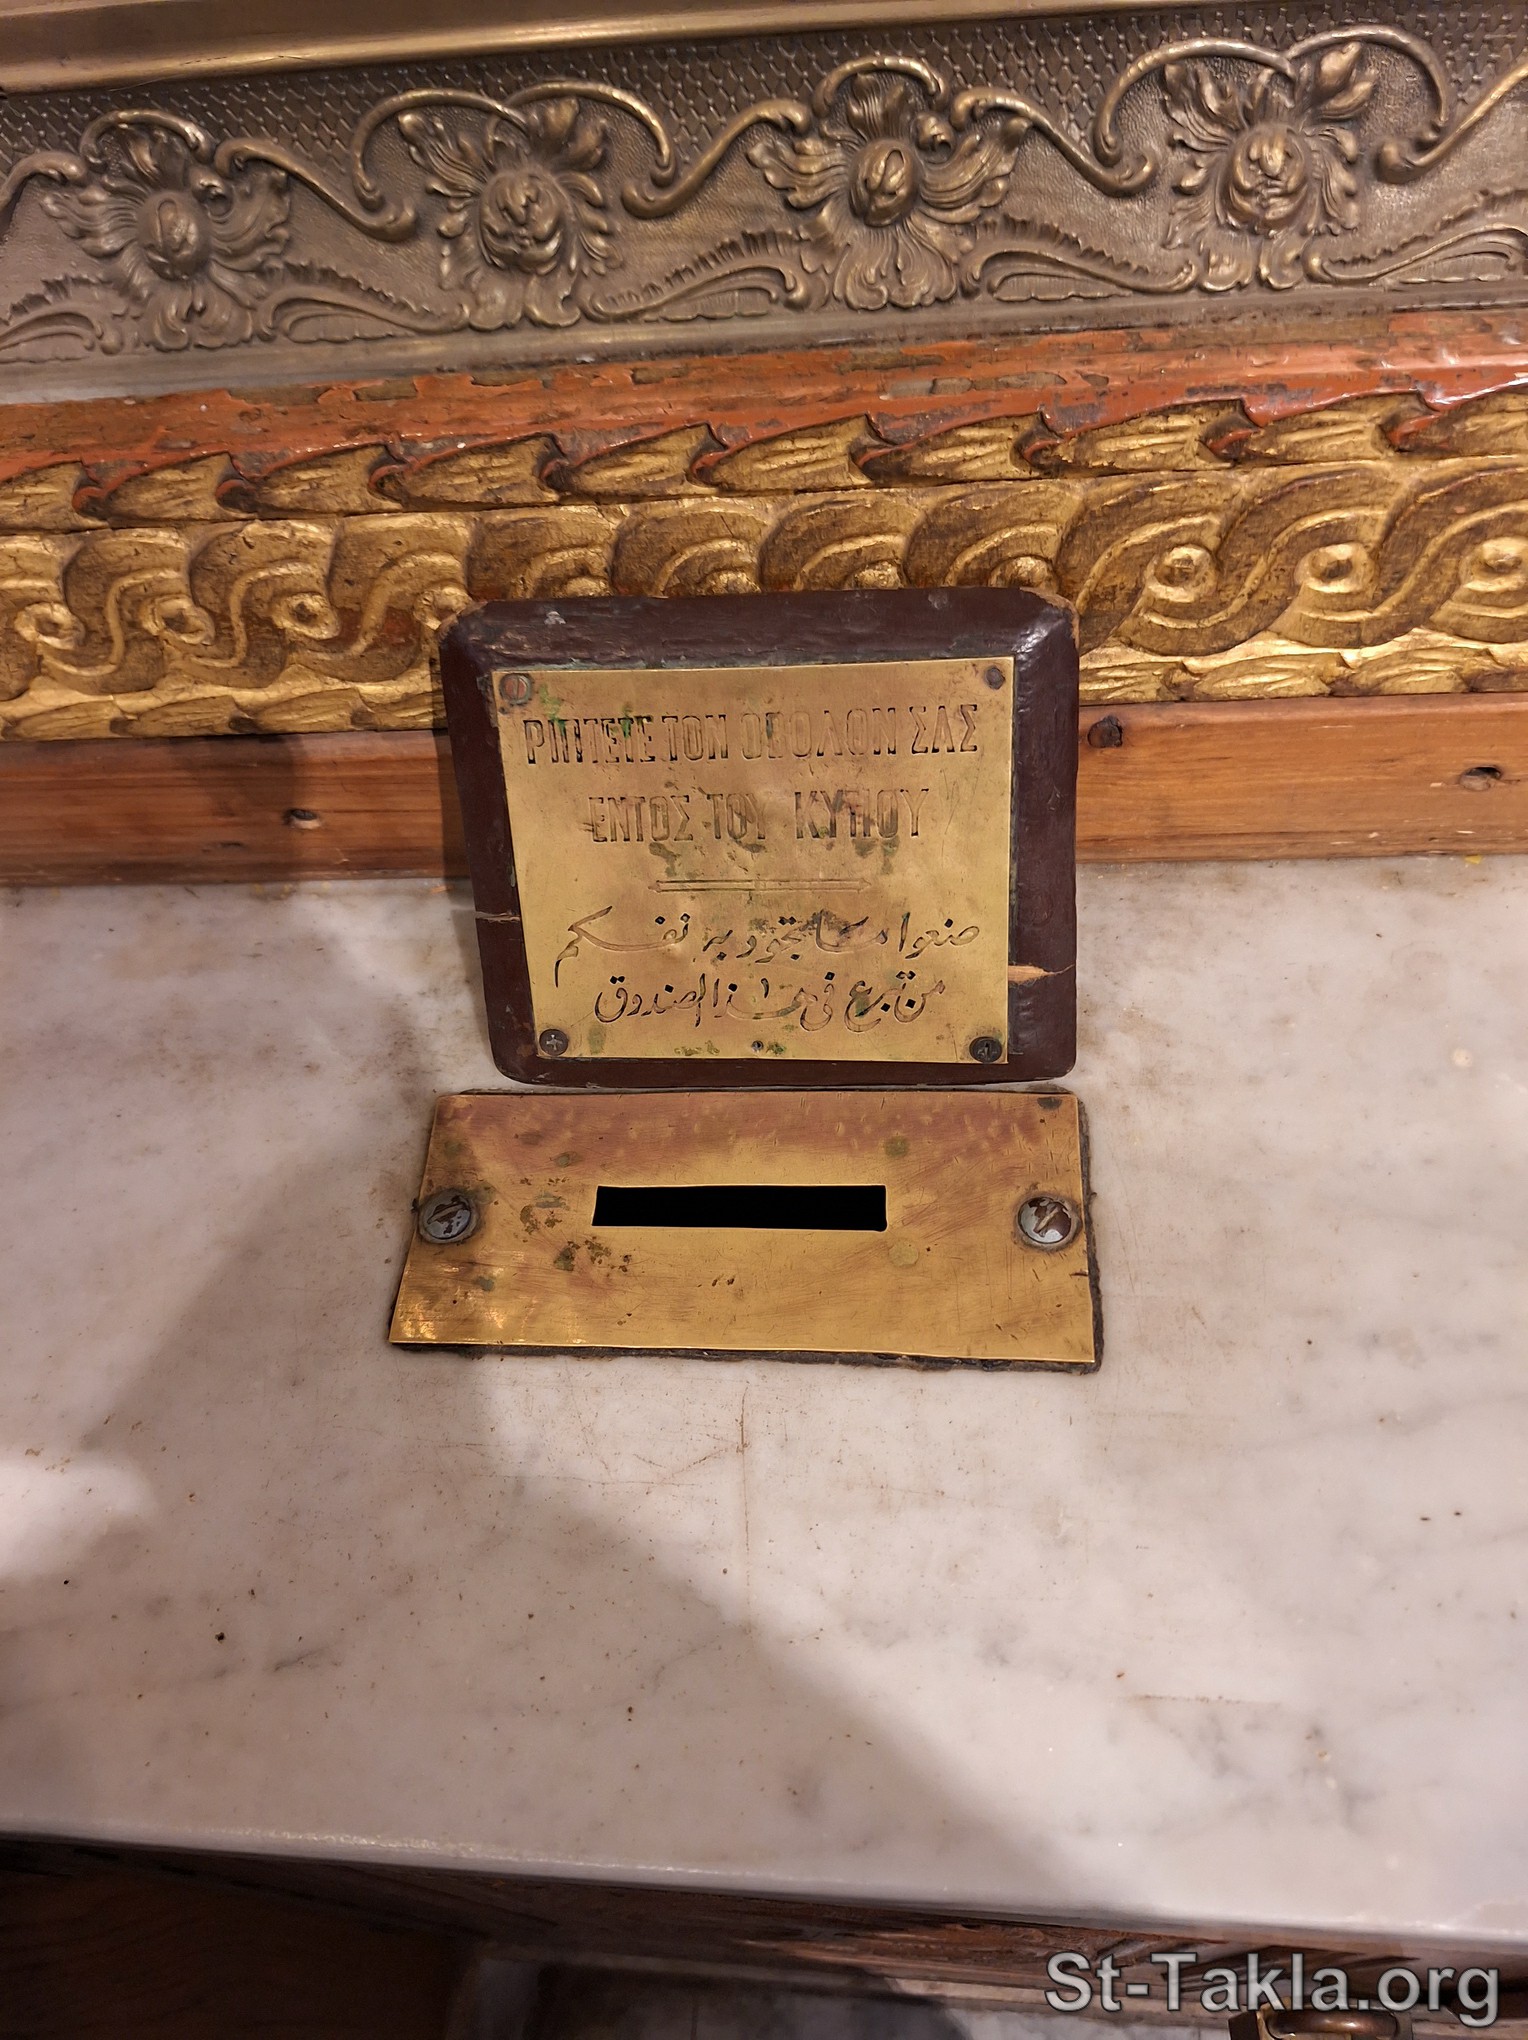 ΡΙΠΤΕΤΕ ΤΟΝ ΟΒΟΛΟΝ ΣΑΣ
ΕΝΤΟΣ ΤΟΥ ΚΥΤΙΟΥ
ضعوا ما تجود به نفسكم
من تبرع في هذا الصندوق
St-Takla.org